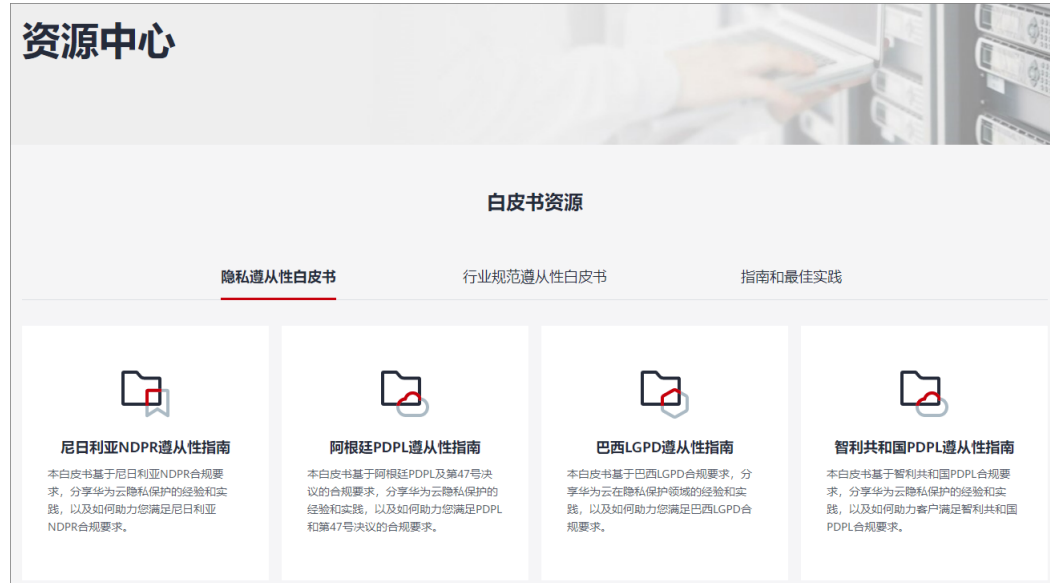 资源中心
白皮书资源
隐私遵从性白皮书
行业规范遵从性白皮书
指南和最佳实践
尼日利亚NDPR遵从性指南
本白皮书基于尼日利亚NDPR合规要
求，分享华为云隐私保护的经验和实
践，以及如何助力您满足尼日利亚
NDPR合规要求。
阿根廷PDPL遵从性指南
本白皮书基于阿根廷PDPL及第47号决
议的合规要求，分享华为云隐私保护的
经验和实践，以及如何助力您满足PDPL
和第47号决议的合规要求。
巴西LGPD遵从性指南
本白皮书基于巴西LGPD合规要求，分
享华为云在隐私保护领域的经验和实
践，以及如何助力您满足巴西LGPD合
规要求。
智利共和国PDPL遵从性指南
本白皮书基于智利共和国PDPL合规要
求，分享华为云隐私保护的经验和实
践，以及如何助力客户满足智利共和国
PDPL合规要求。